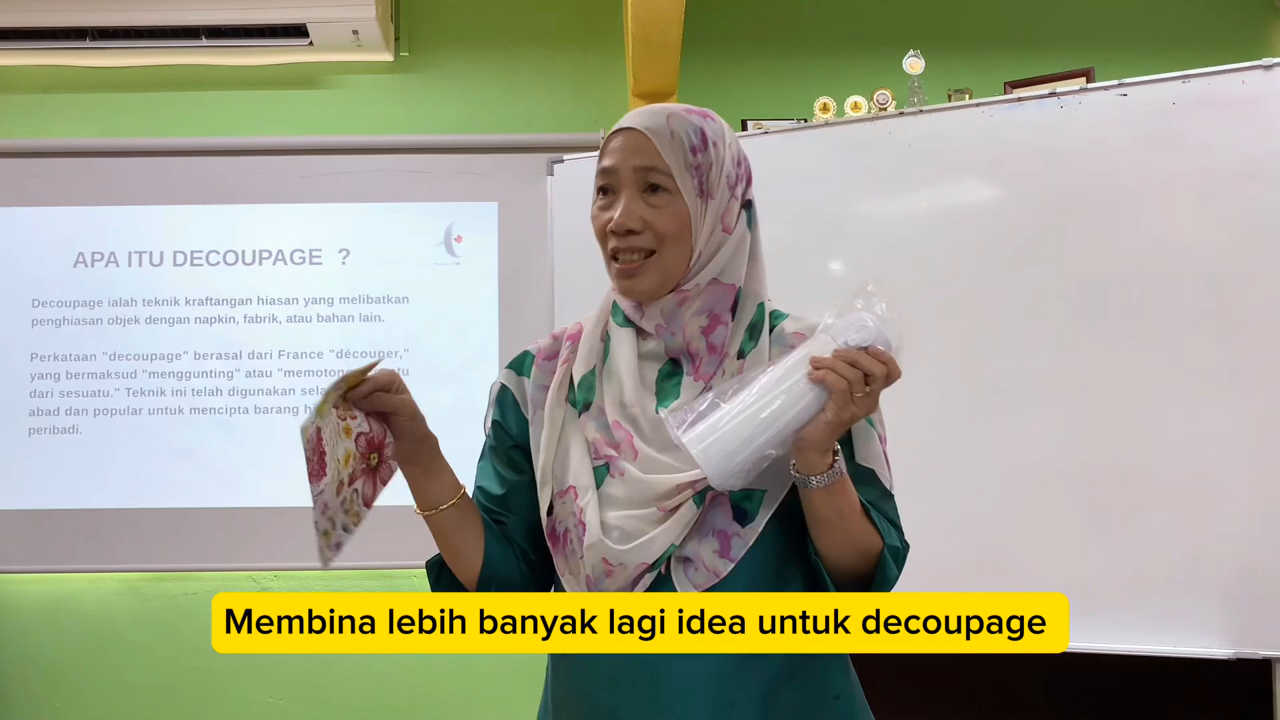 APA ITU DECOUPAGE ?
Decoupage ialah teknik kraftangan hiasan yang melibatkan
penghiasan objek dengan napkin, fabrik, atau bahan lain.
Perkataan "decoupage" berasal dari France "découper,"
yang bermaksud "menggunting" atau
dari sesuatu." Teknik ini telah digunakan
abad dan popular untuk mencipta barang
peribadi.
Membina lebih banyak lagi idea untuk decoupage